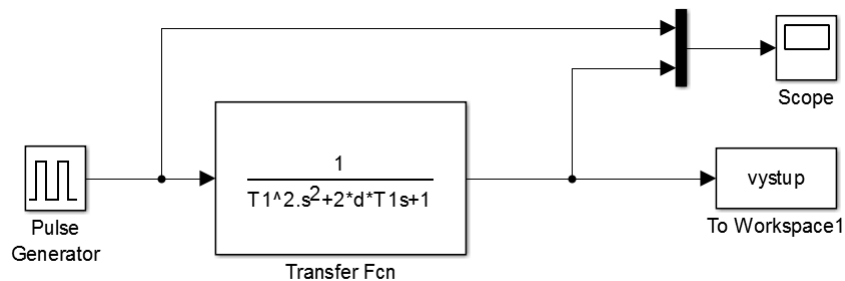 Scope
1
T1^2.s2+2*d*T1s+1
vystup
Pulse
Generator
To Workspace1
Transfer Fcn